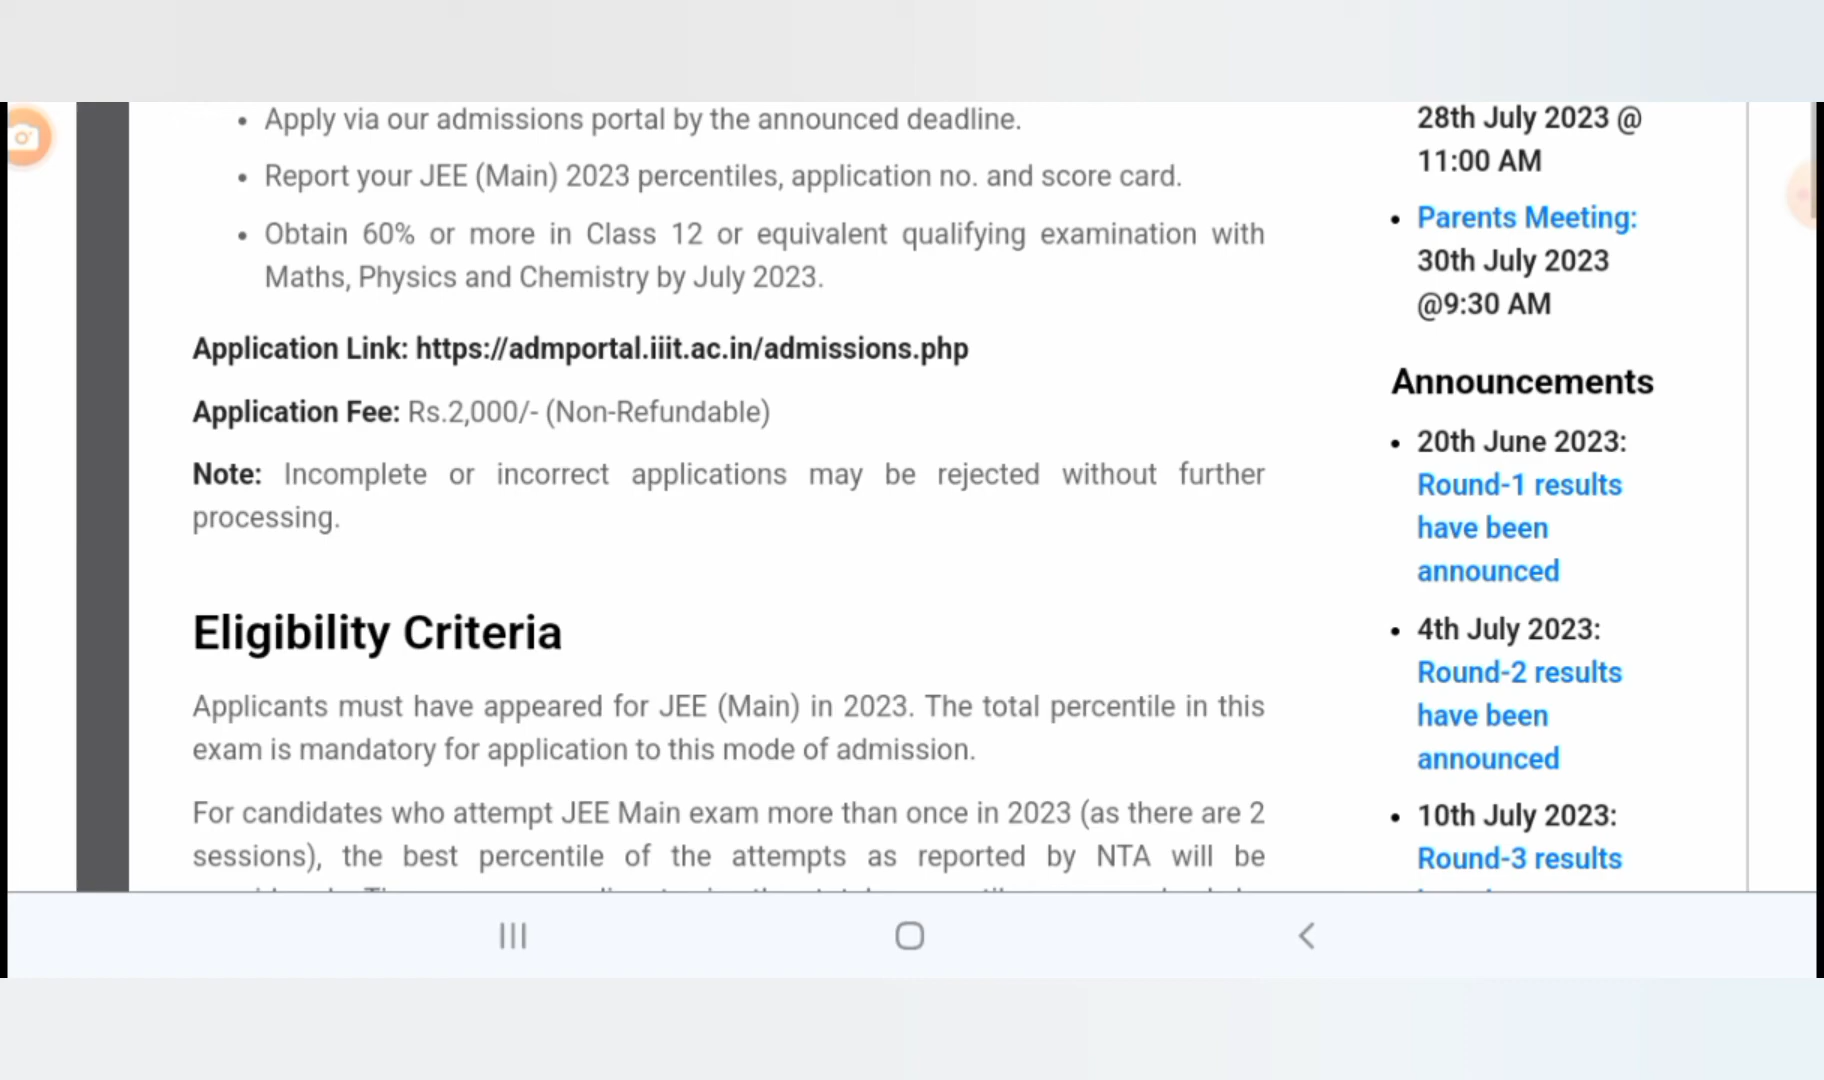 • Apply via our admissions portal by the announced deadline.
• Report your JEE (Main) 2023 percentiles, application no. and score card.
• Obtain 60% or more in Class 12 or equivalent qualifying examination with
Maths, Physics and Chemistry by July 2023.
Application Link: https://admportal.iiit.ac.in/admissions.php
Application Fee: Rs.2,000/- (Non-Refundable)
Note: Incomplete or incorrect applications may be rejected without further
processing.
Eligibility Criteria
Applicants must have appeared for JEE (Main) in 2023. The total percentile in this
exam is mandatory for application to this mode of admission.
For candidates who attempt JEE Main exam more than once in 2023 (as there are 2
sessions), the best percentile of the attempts as reported by NTA will be
28th July 2023 @
11:00 AM
• Parents Meeting:
30th July 2023
@9:30 AM
Announcements
• 20th June 2023:
Round-1 results
have been
announced
• 4th July 2023:
Round-2 results
have been
announced
• 10th July 2023:
Round-3 results